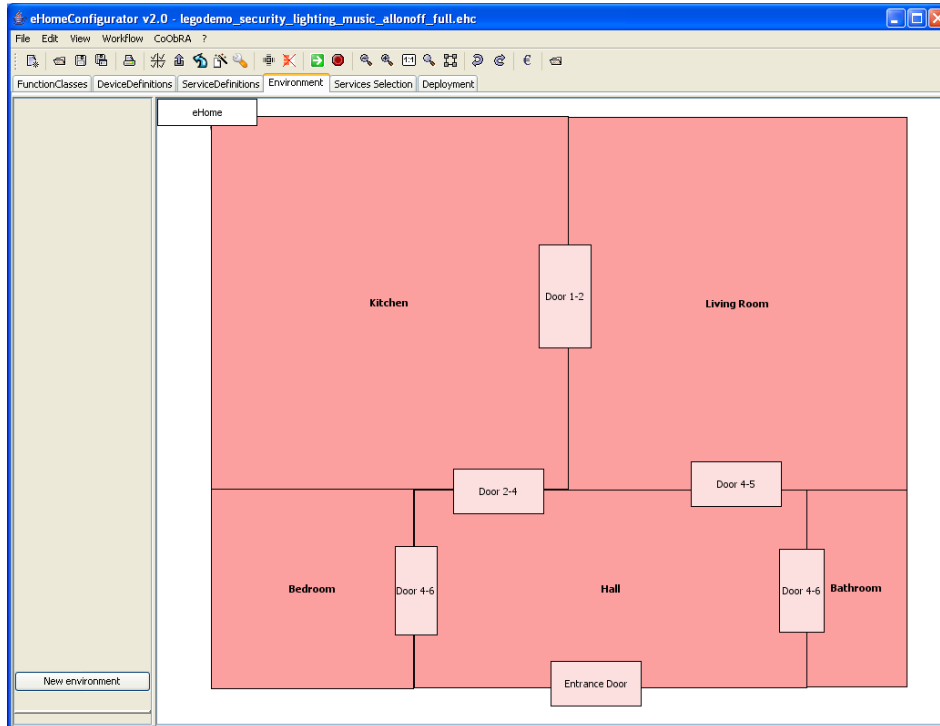 eHomeConfigurator v2.0 - legodemo_security_lighting_music_allonoff_full.ehc
File Edit View Workflow CoObRA ?
1:1 €
FunctionClasses DeviceDefinitions ServiceDefinitions Environment Services Selection Deployment
eHome
Door 1-2
Kitchen
Living Room
Door 4-5
Door 2-4
Bedroom
Door 4-6
Hall
Door 4-6
Bathroom
New environment
Entrance Door